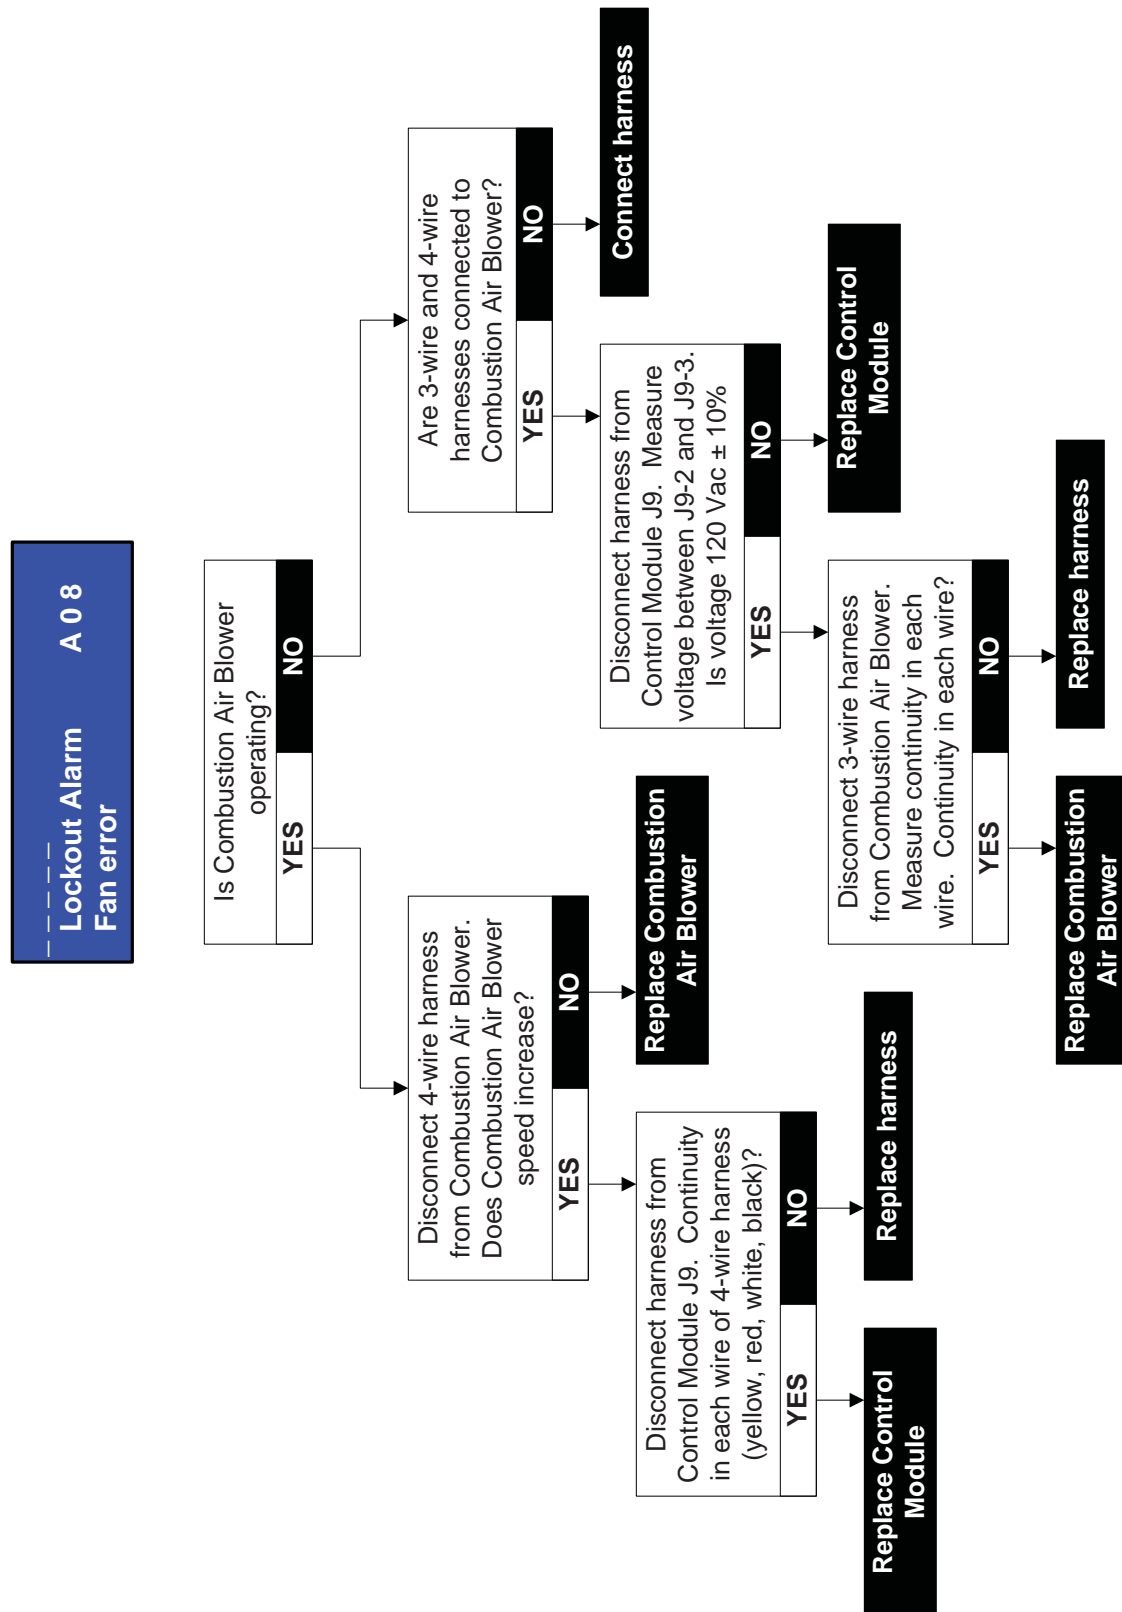 _ _ _ _ _
Lockout Alarm A 0 8
Fan error
Is Combustion Air Blower
operating?
YES NO
Disconnect 4-wire harness
from Combustion Air Blower.
Does Combustion Air Blower
speed increase?
YES NO
Are 3-wire and 4-wire
harnesses connected to
Combustion Air Blower?
YES NO
Disconnect harness from
Control Module J9. Continuity
in each wire of 4-wire harness
(yellow, red, white, black)?
YES NO
Replace Combustion
Air Blower
Disconnect harness from
Control Module J9. Measure
voltage between J9-2 and J9-3.
Is voltage 120 Vac ± 10%
YES NO
Connect harness
Replace Control
Module
Replace harness
Disconnect 3-wire harness
from Combustion Air Blower.
Measure continuity in each
wire. Continuity in each wire?
YES NO
Replace Control
Module
Replace Combustion
Air Blower
Replace harness